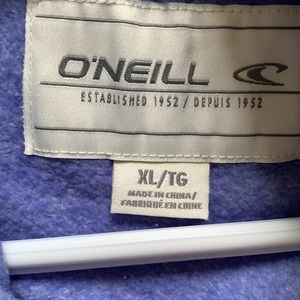 O'NEILL
ESTABLISHED 1952 / DEPUIS 1952
XL/TG
MADE IN CHINA/
FABRIQUÉ EN CHINE